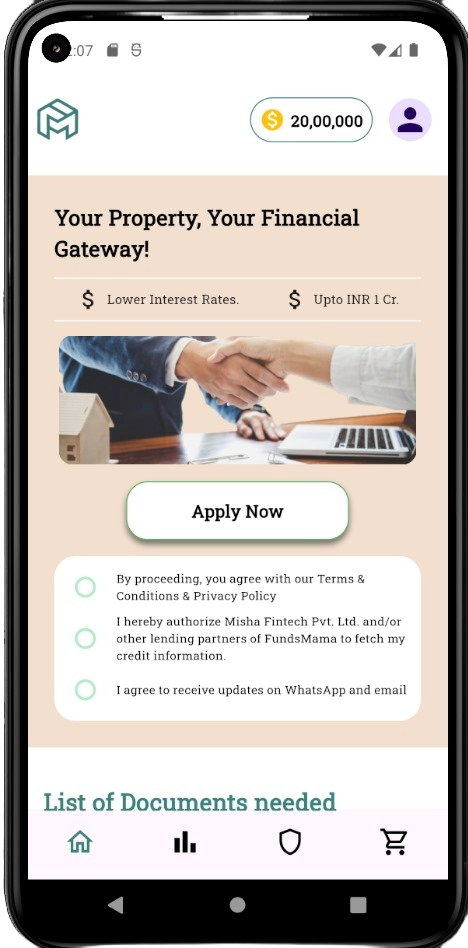 :07
20,00,000
Your Property, Your Financial
Gateway!
Lower Interest Rates.
Upto INR 1 Cr.
Apply Now
By proceeding, you agree with our Terms &
Conditions & Privacy Policy
I hereby authorize Misha Fintech Pvt. Ltd. and/or
other lending partners of FundsMama to fetch my
credit information.
I agree to receive updates on WhatsApp and email
List of Documents needed